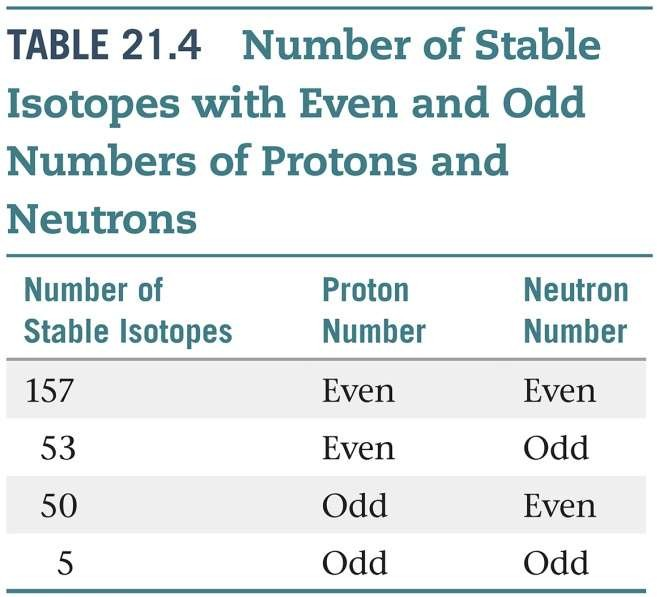 TABLE 21.4 Number of Stable
Isotopes with Even and Odd
Numbers of Protons and
Neutrons
Number of Stable Isotopes Proton Number Neutron Number
157 Even Even
53 Even Odd
50 Odd Even
5 Odd Odd